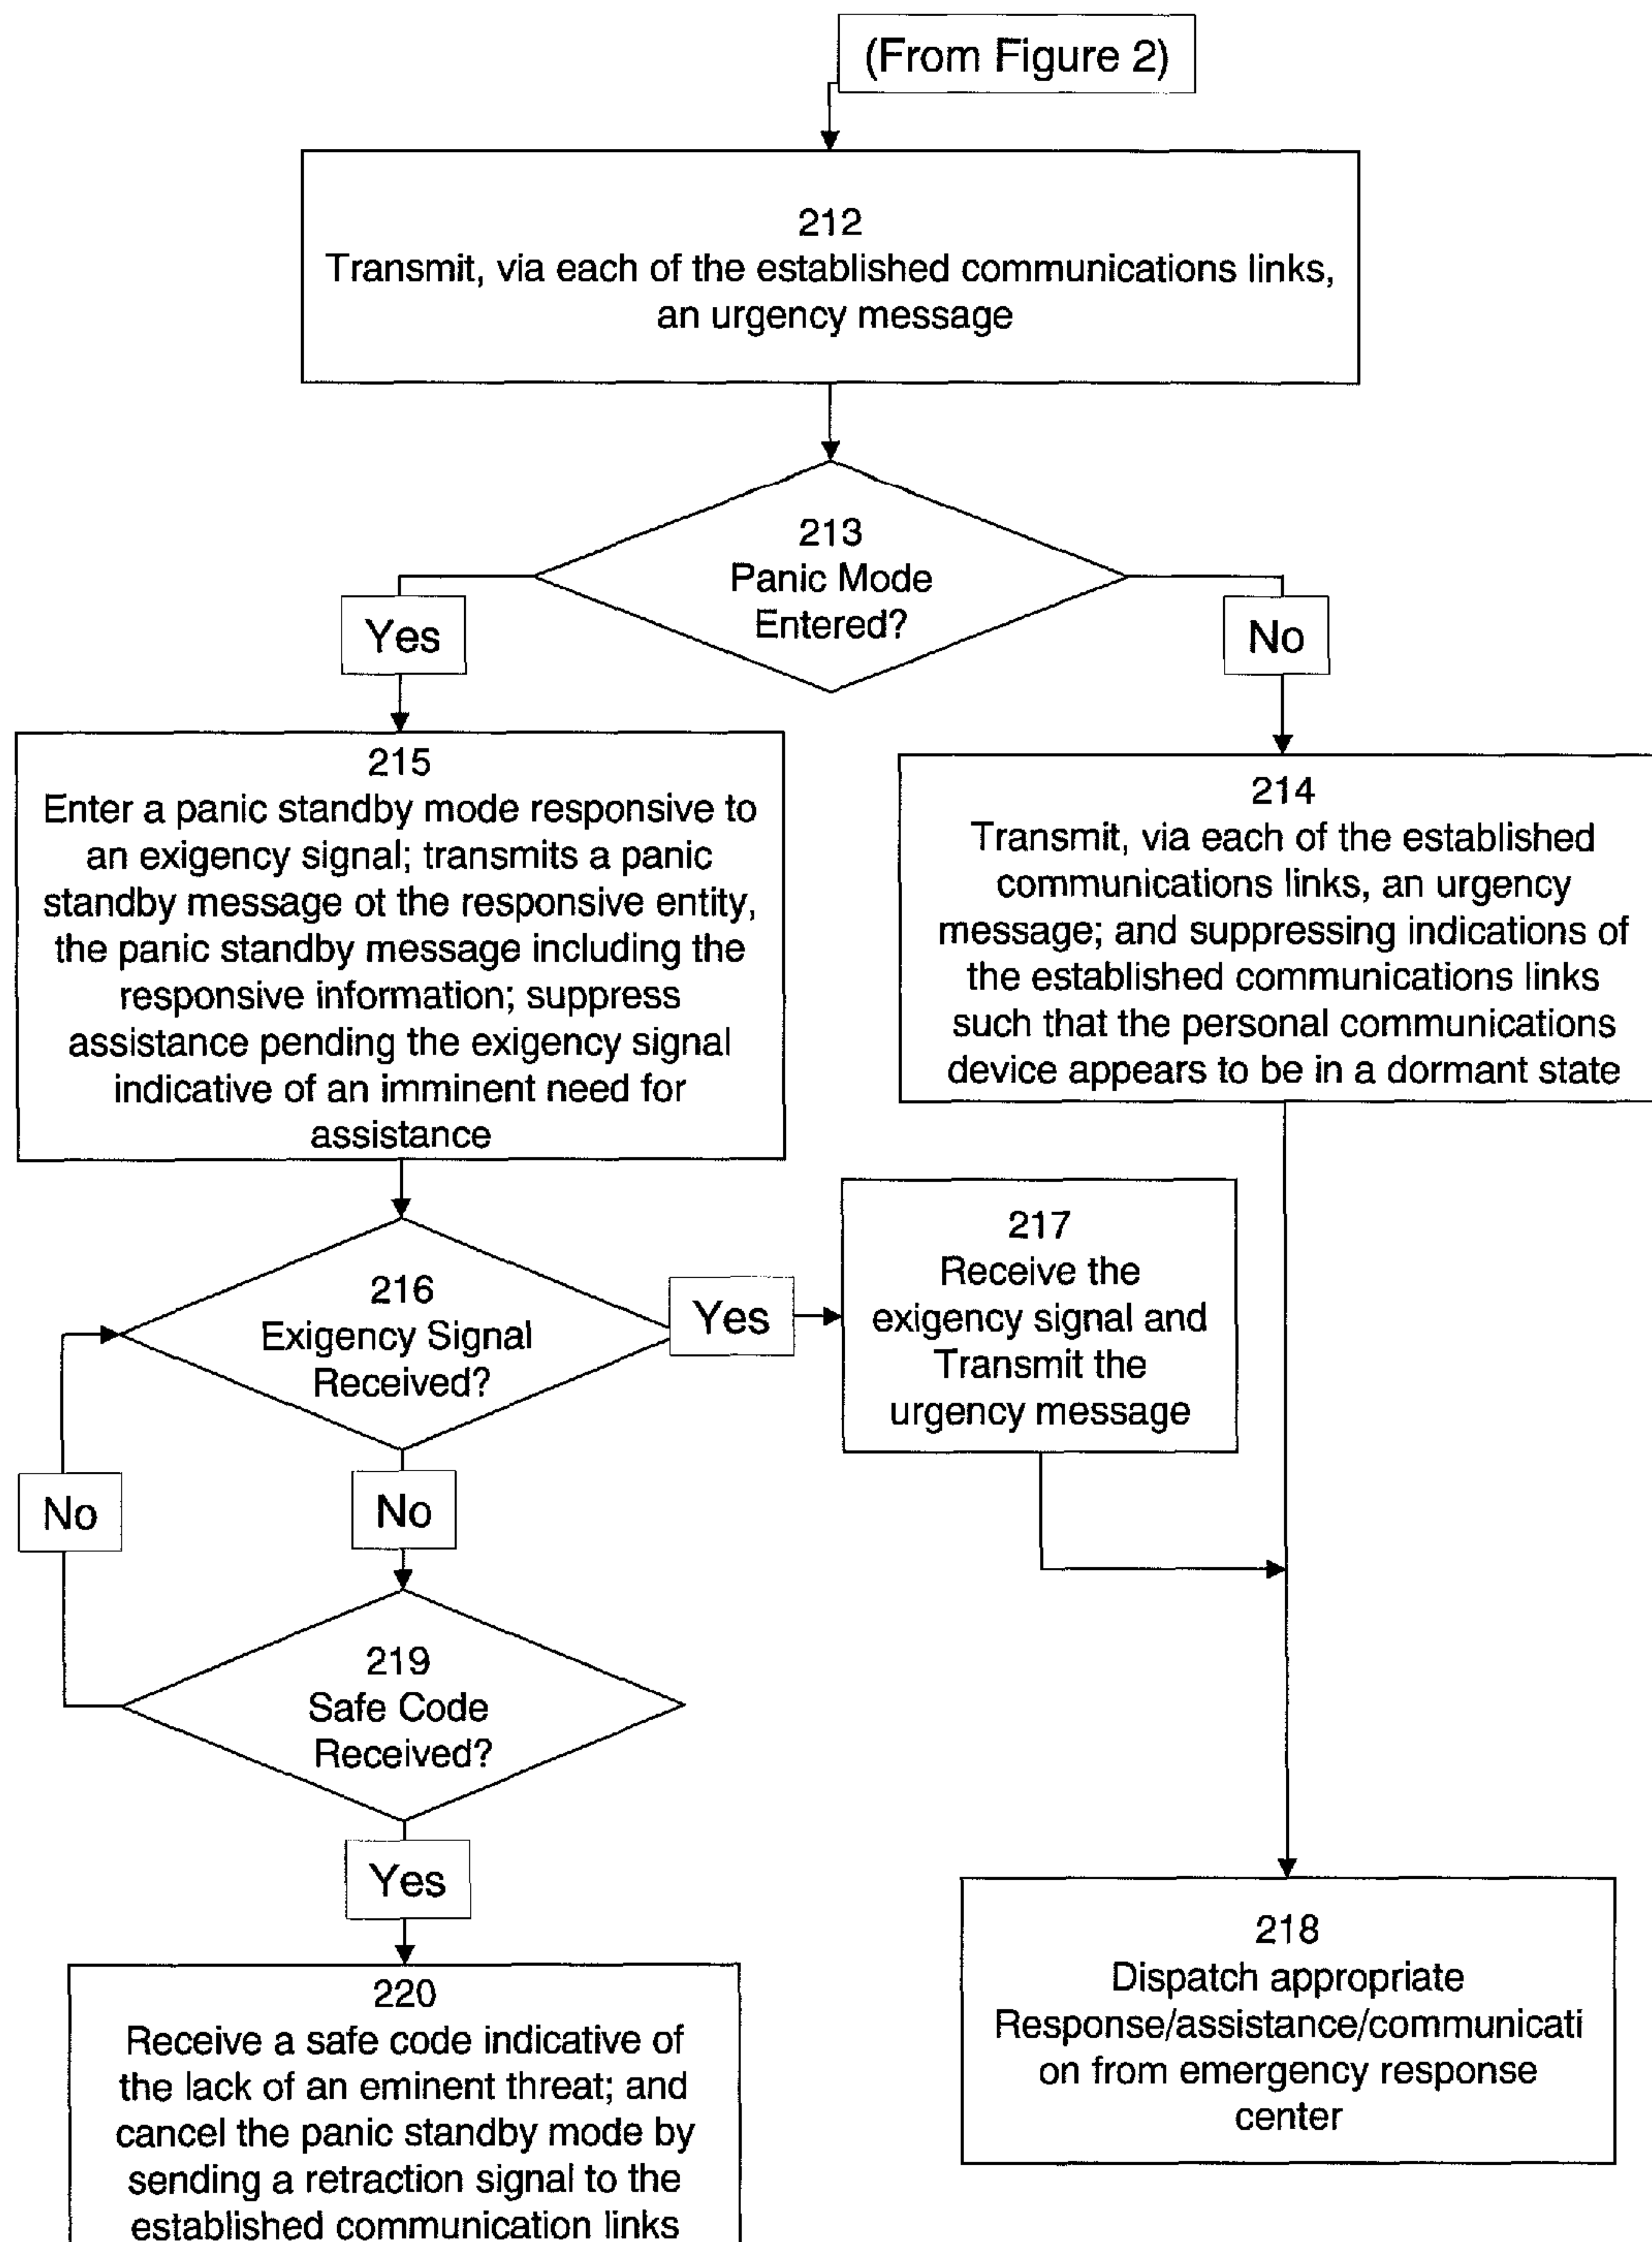 (From Figure 2)
212
Transmit, via each of the established communications links,
an urgency message
213
Panic Mode
Entered?
Yes
No
215
Enter a panic standby mode responsive to
an exigency signal; transmits a panic
standby message ot the responsive entity,
the panic standby message including the
responsive information; suppress
assistance pending the exigency signal
indicative of an imminent need for
assistance
214
Transmit, via each of the established
communications links, an urgency
message; and suppressing indications of
the established communications links
such that the personal communications
device appears to be in a dormant state
216
Exigency Signal
Received?
Yes
217
Receive the
exigency signal and
Transmit the
urgency message
No
No
219
Safe Code
Received?
Yes
220
Receive a safe code indicative of
the lack of an eminent threat; and
cancel the panic standby mode by
sending a retraction signal to the
established communication links
218
Dispatch appropriate
Response/assistance/communicati
on from emergency response
center